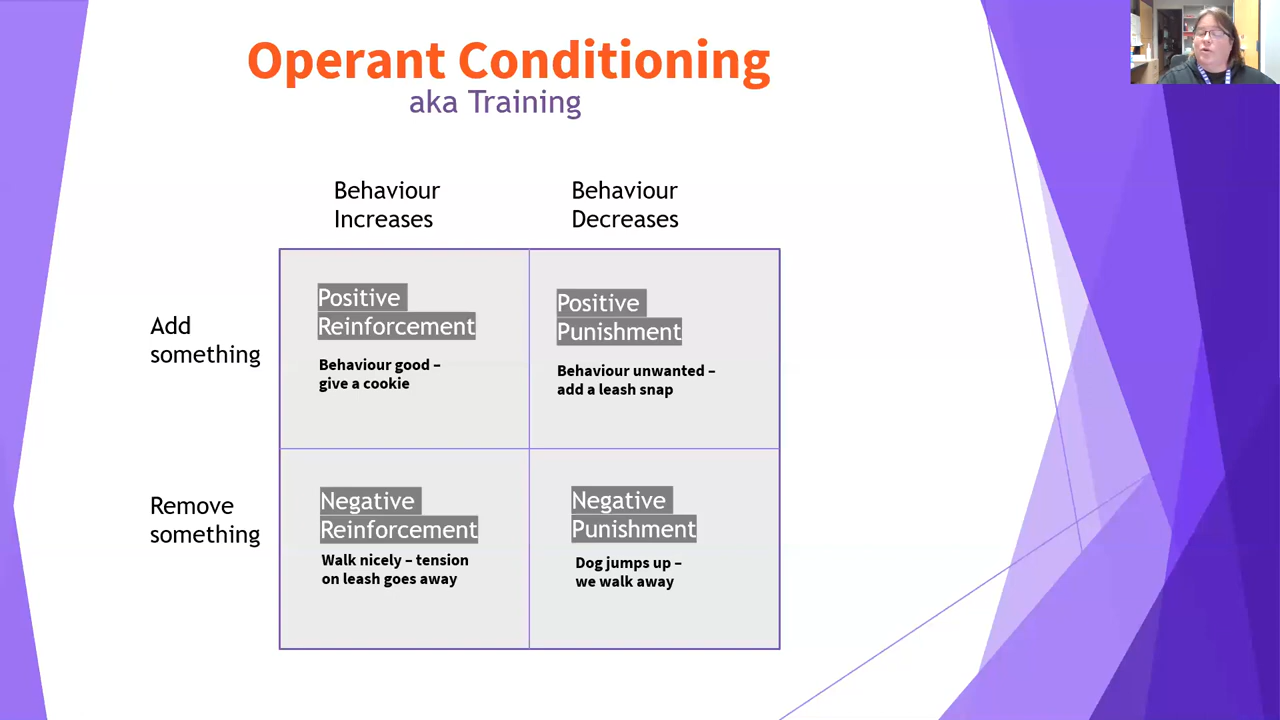 Operant Conditioning
aka Training
Behaviour
Increases
Behaviour
Decreases
Add
something
Positive
Reinforcement
Behaviour good –
give a cookie
Positive
Punishment
Behaviour unwanted –
add a leash snap
Remove
something
Negative
Reinforcement
Walk nicely – tension
on leash goes away
Negative
Punishment
Dog jumps up –
we walk away